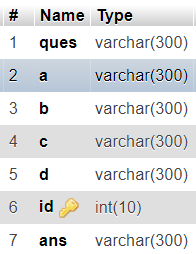 # Name Type
1 ques varchar(300)
2 a varchar(300)
3 b varchar(300)
4 c varchar(300)
5 d varchar(300)
6 id int(10)
7 ans varchar(300)